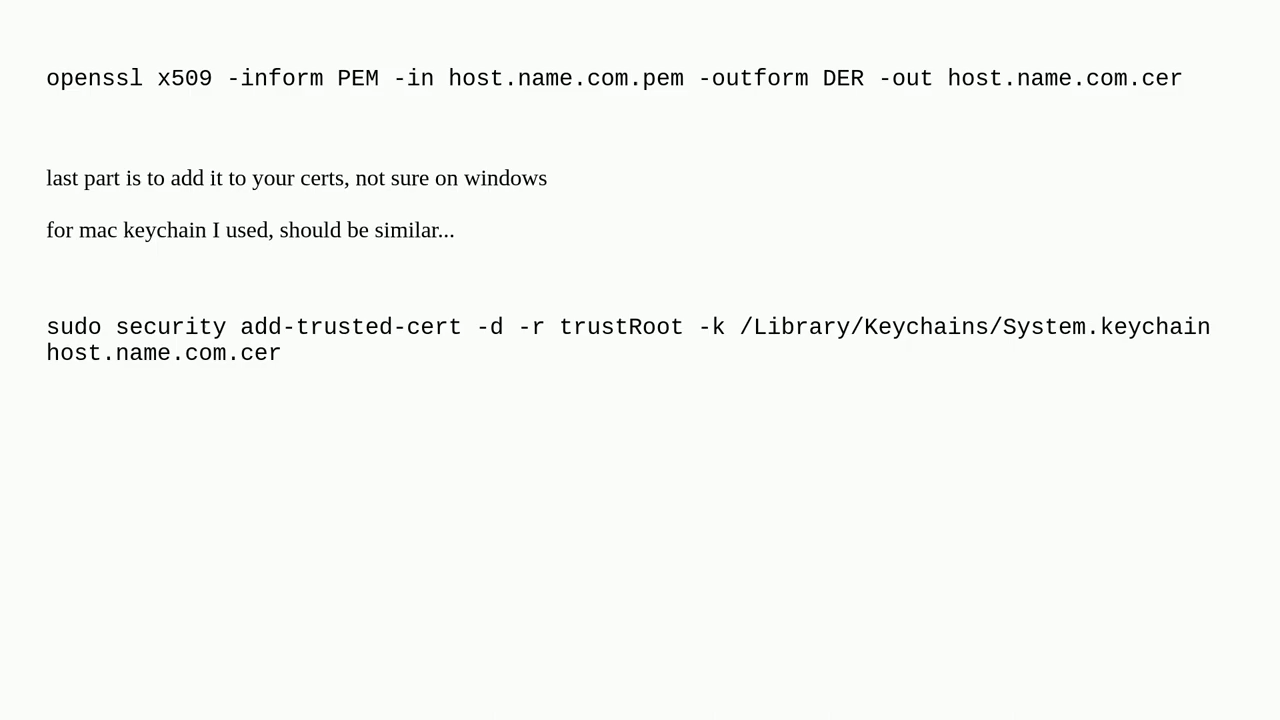 openssl x509 -inform PEM -in host.name.com.pem -outform DER -out host.name.com.cer
last part is to add it to your certs, not sure on windows
for mac keychain I used, should be similar...
sudo security add-trusted-cert -d -r trustRoot -k /Library/Keychains/System.keychain
host.name.com.cer